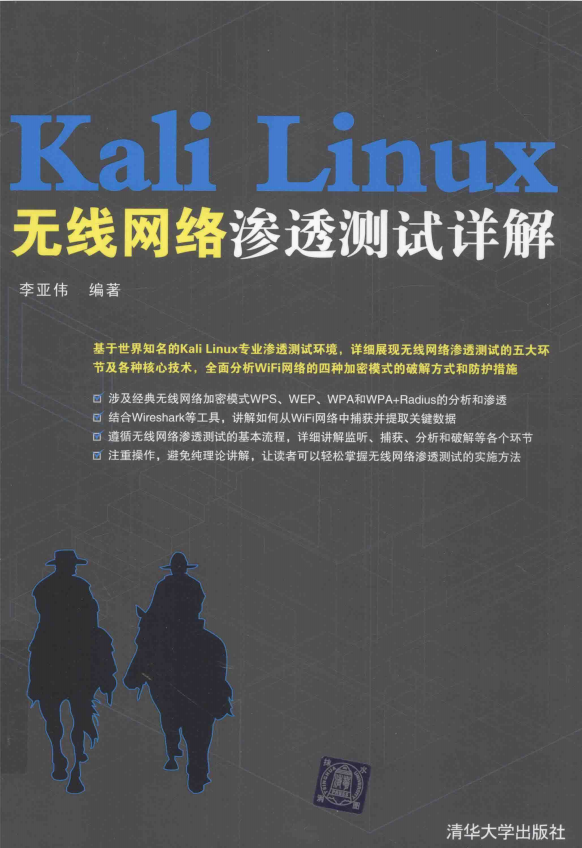 Kali Linux
无线网络渗透测试详解
李亚伟 编著
基于世界知名的Kali Linux专业渗透测试环境，详细展现无线网络渗透测试的五大环
节及各种核心技术，全面分析WiFi网络的四种加密模式的破解方式和防护措施
涉及经典无线网络加密模式WPS、WEP、WPA和WPA+Radius的分析和渗透
结合Wireshark等工具，讲解如何从WiFi网络中捕获并提取关键数据
遵循无线网络渗透测试的基本流程，详细讲解监听、捕获、分析和破解等各个环节
注重操作，避免纯理论讲解，让读者可以轻松掌握无线网络渗透测试的实施方法
清华大学出版社